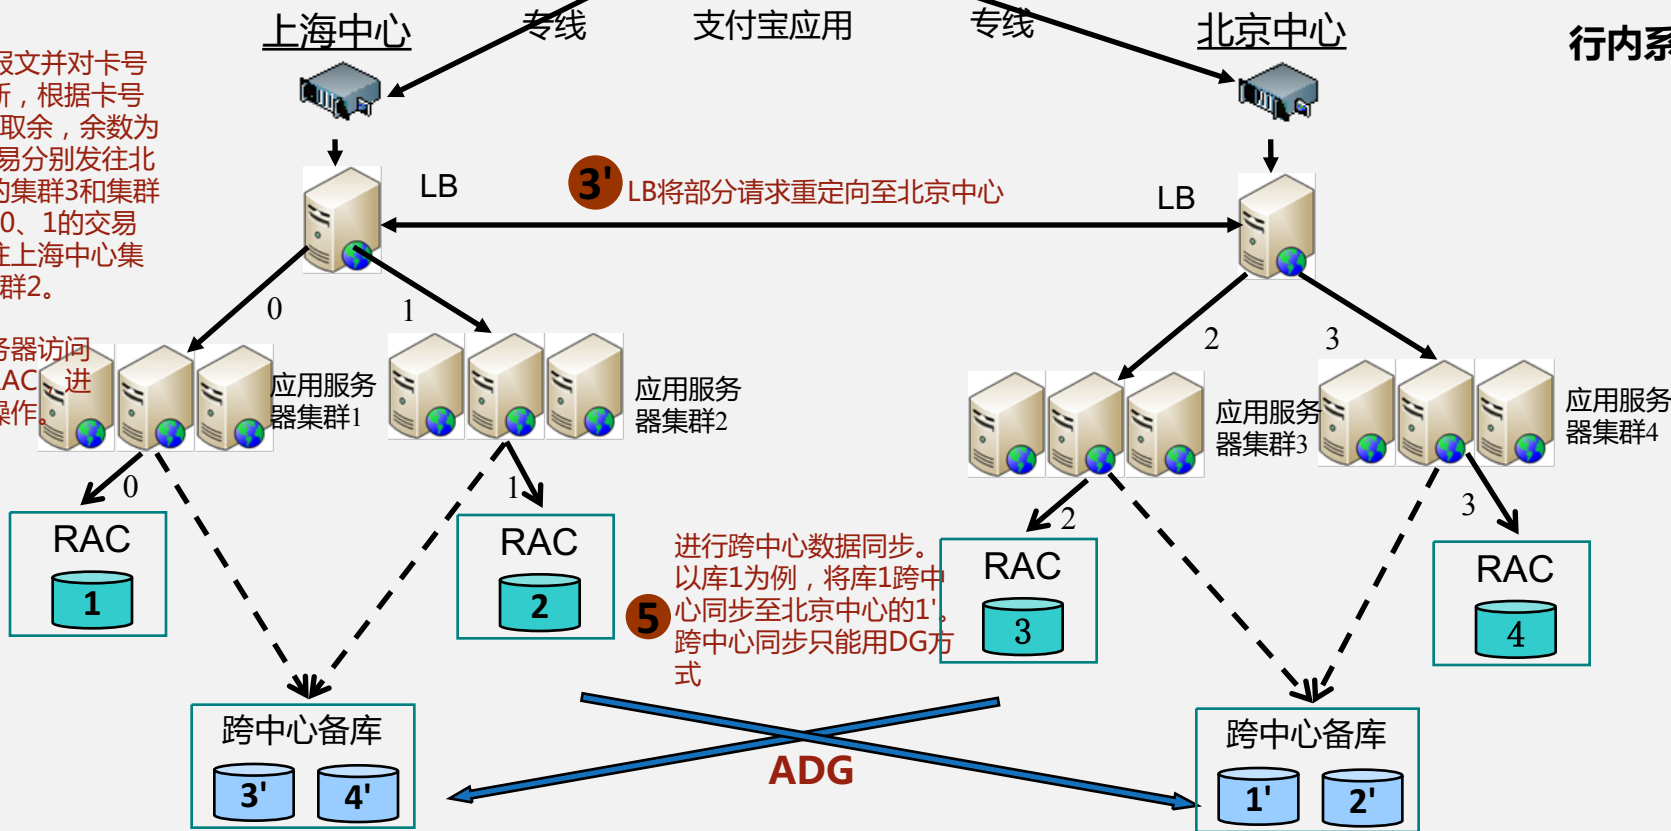 专线
支付宝应用
专线
上海中心
北京中心
行内系
报文并对卡号
新，根据卡号
取余，余数为
易分别发往北
的集群3和集群
0、1的交易
往上海中心集
群2。
LB
3'
LB将部分请求重定向至北京中心
LB
0
1
2
3
务器访问
RAC，进
操作。
应用服务
器集群1
应用服务
器集群2
应用服务
器集群3
应用服务
器集群4
0
1
2
3
RAC
1
RAC
2
RAC
3
RAC
4
5
进行跨中心数据同步。
以库1为例，将库1跨中
心同步至北京中心的1'。
跨中心同步只能用DG方
式
ADG
跨中心备库
3'
4'
跨中心备库
1'
2'